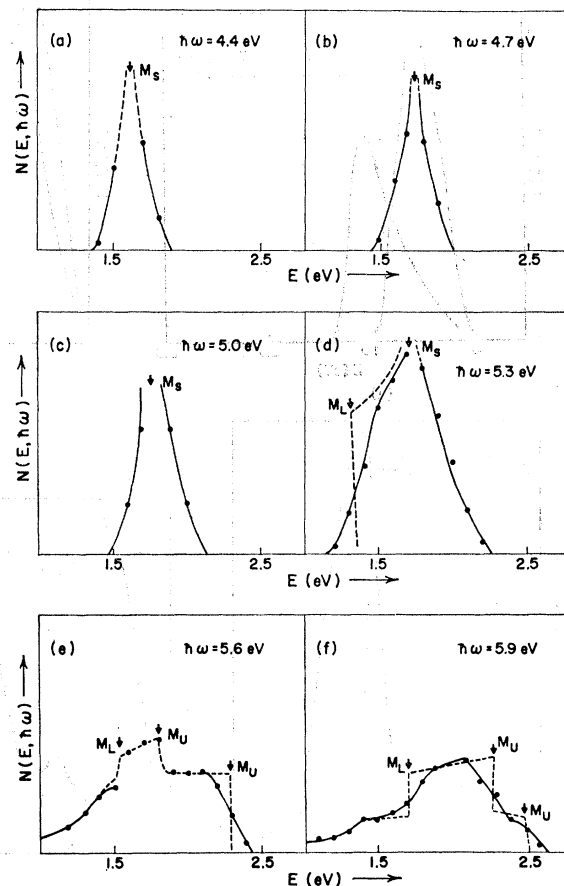 (a) ħω=4.4 eV
M_S
(b) ħω=4.7 eV
M_S
N(E,ħω)
1.5 2.5
1.5 2.5
E (eV)
E (eV)
(c) ħω=5.0 eV
M_S
(d) M_S
ħω=5.3 eV
M_L
N(E,ħω)
1.5 2.5
1.5 2.5
E (eV)
E (eV)
(e) ħω=5.6 eV
M_L M_U
M_U
(f) ħω=5.9 eV
M_L M_U
M_U
N(E,ħω)
1.5 2.5
1.5 2.5
E (eV)
E (eV)